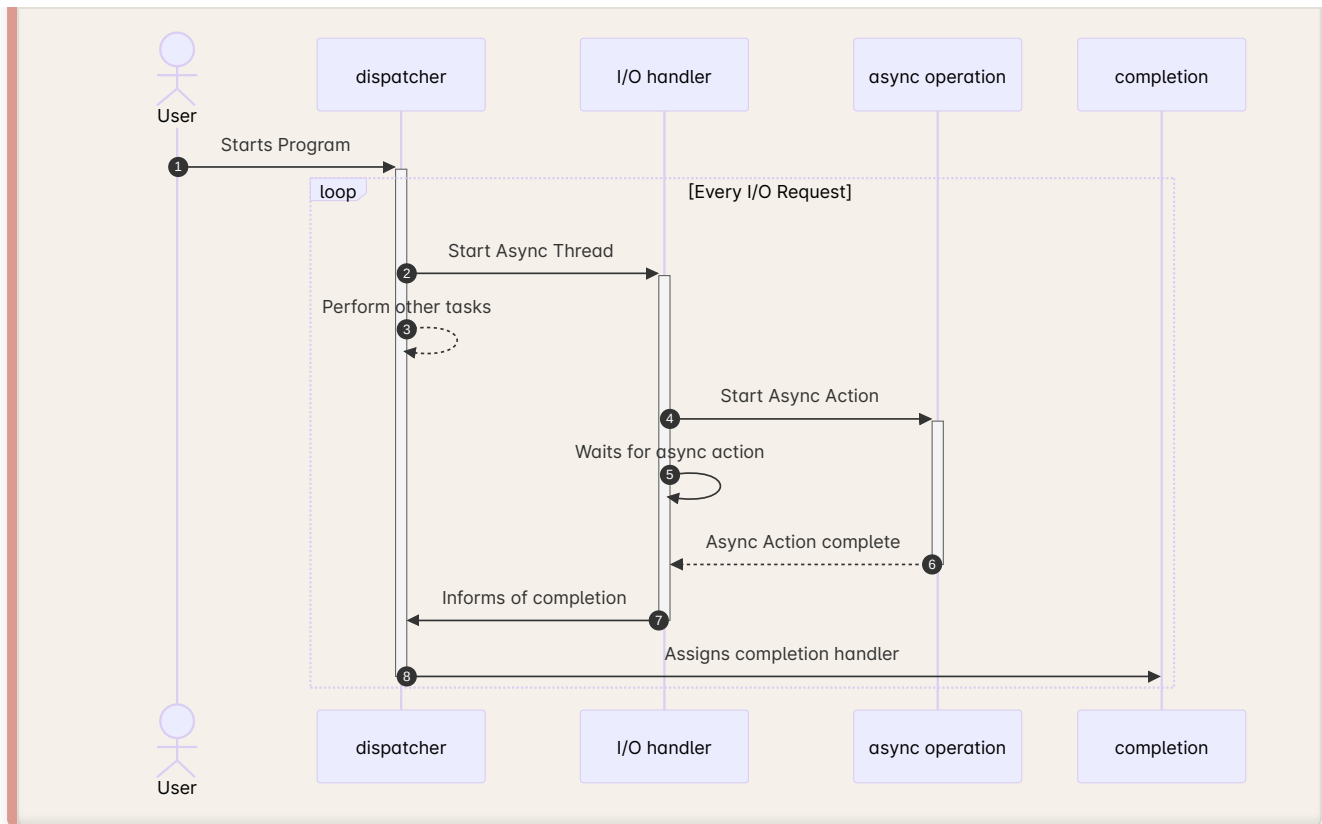 dispatcher
I/O handler
async operation
completion
User
Starts Program
1
loop
[Every I/O Request]
Start Async Thread
2
Perform other tasks
3
Start Async Action
4
Waits for async action
5
Async Action complete
6
Informs of completion
7
Assigns completion handler
8
dispatcher
I/O handler
async operation
completion
User